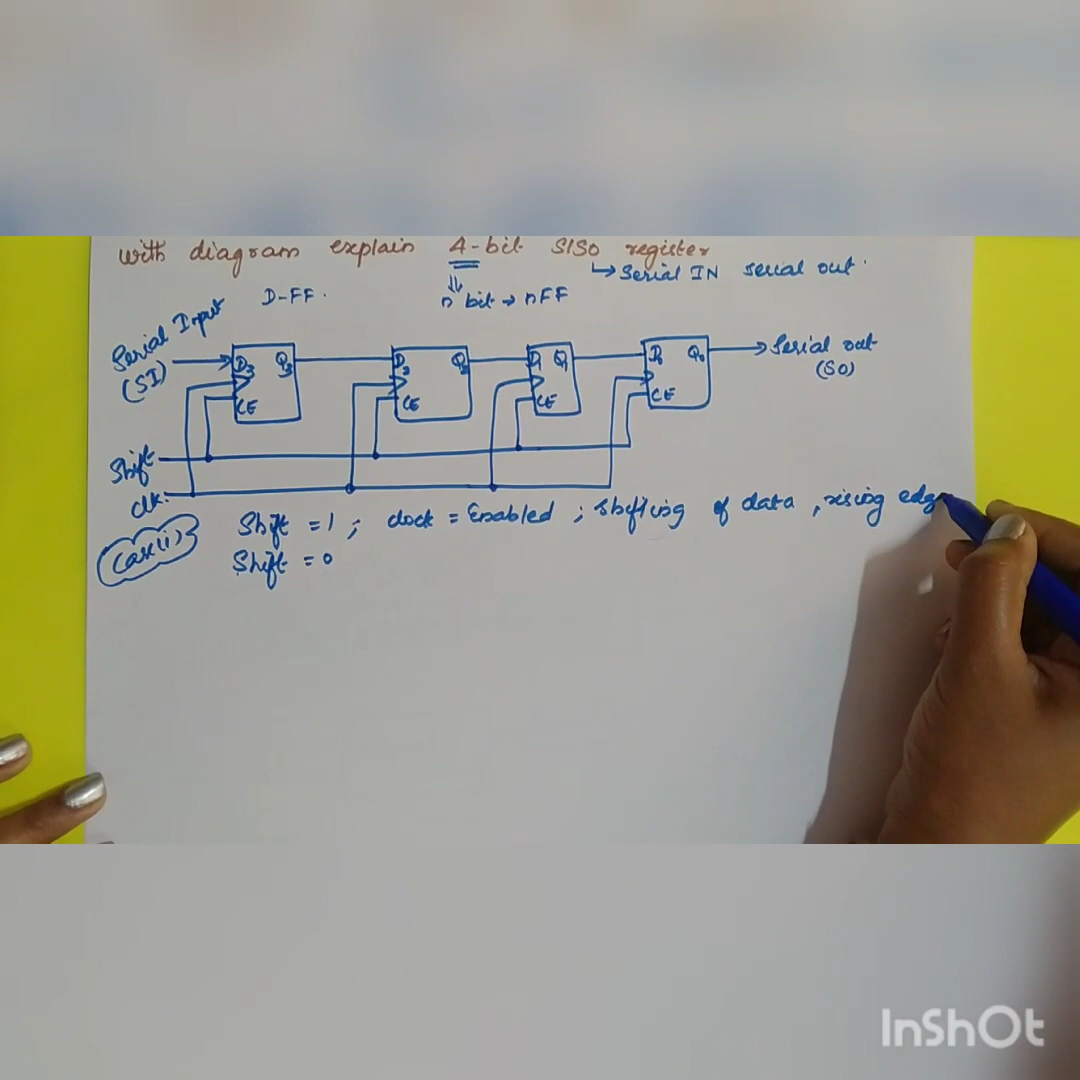 with diagram explain 4-bit SISO register
↳ Serial IN serial out.
D-FF.
⇓
n bit → nFF
Serial Input
(SI)
D3 Q3
CE
D2 Q2
CE
D1 Q1
CE
D0 Q0
CE
Serial out
(SO)
Shift
clk
Case(1)
Shift = 1 ; clock = Enabled ; shifting of data , rising edg
Shift = 0
InShOt